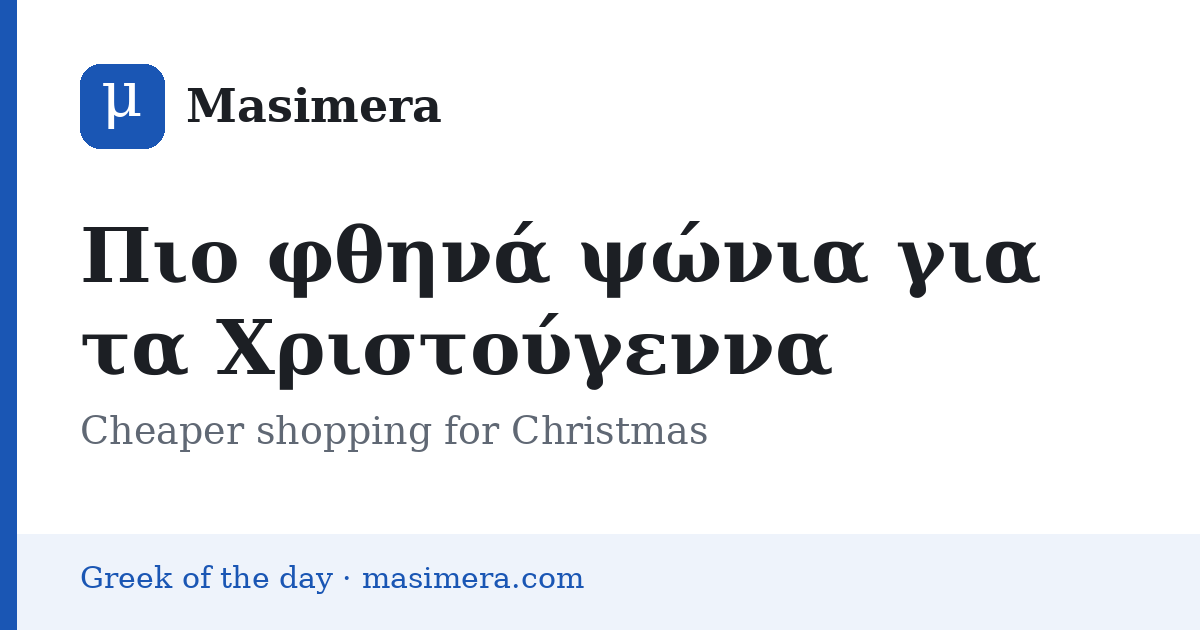 μ
Masimera
Πιο φθηνά ψώνια για
τα Χριστούγεννα
Cheaper shopping for Christmas
Greek of the day · masimera.com